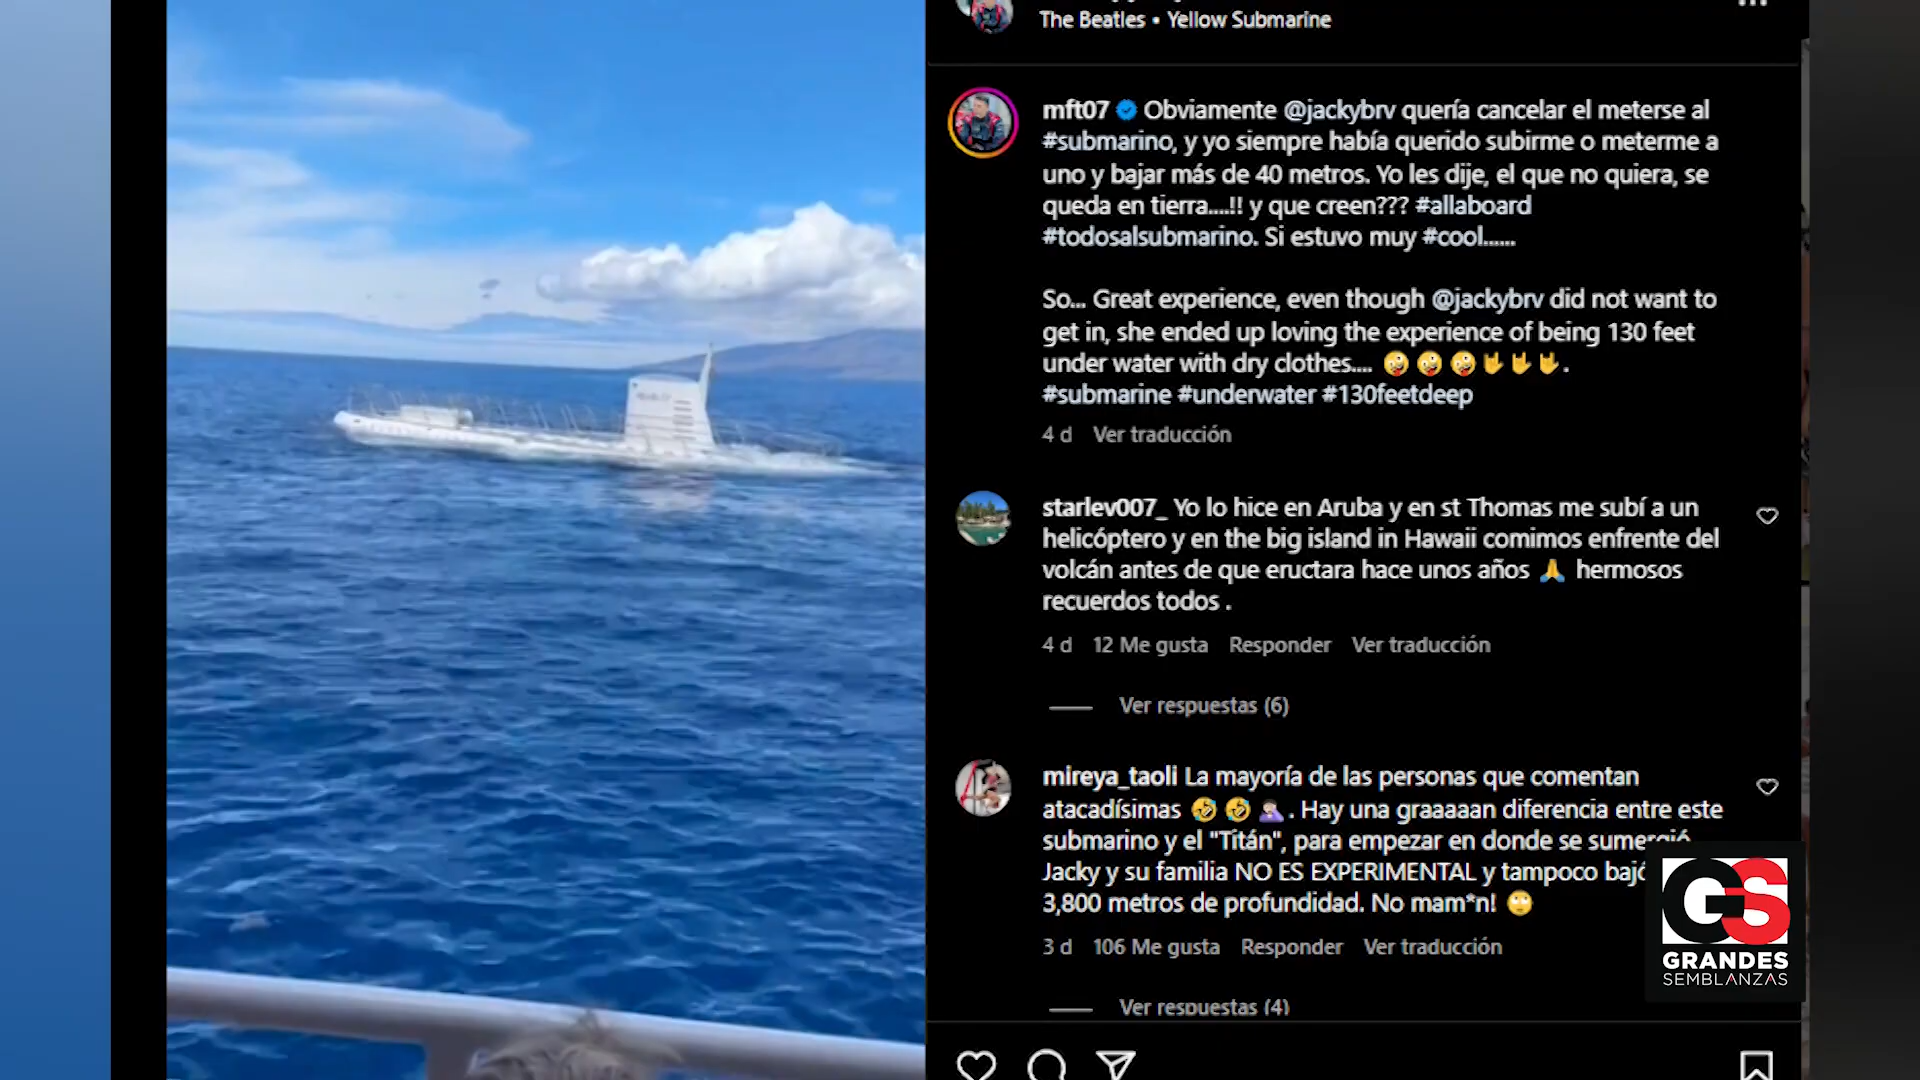 The Beatles • Yellow Submarine
mft07 Obviamente @jackybrv quería cancelar el meterse al
#submarino, y yo siempre había querido subirme o meterme a
uno y bajar más de 40 metros. Yo les dije, el que no quiera, se
queda en tierra....!! y que creen??? #allaboard
#todosalsubmarino. Si estuvo muy #cool......
So... Great experience, even though @jackybrv did not want to
get in, she ended up loving the experience of being 130 feet
under water with dry clothes.... 🤪🤪🤪🤟🤟🤟.
#submarine #underwater #130feetdeep
4 d Ver traducción
starlev007_ Yo lo hice en Aruba y en st Thomas me subí a un
helicóptero y en the big island in Hawaii comimos enfrente del
volcán antes de que eructara hace unos años 🙏 hermosos
recuerdos todos .
4 d 12 Me gusta Responder Ver traducción
Ver respuestas (6)
mireya_taoli La mayoría de las personas que comentan
atacadísimas 🤣🤣🤦🏻‍♀️. Hay una graaaaan diferencia entre este
submarino y el "Titán", para empezar en donde se sumergió
Jacky y su familia NO ES EXPERIMENTAL y tampoco bajó
3,800 metros de profundidad. No mam*n! 🙄
3 d 106 Me gusta Responder Ver traducción
Ver respuestas (4)
GS
GRANDES
SEMBLANZAS